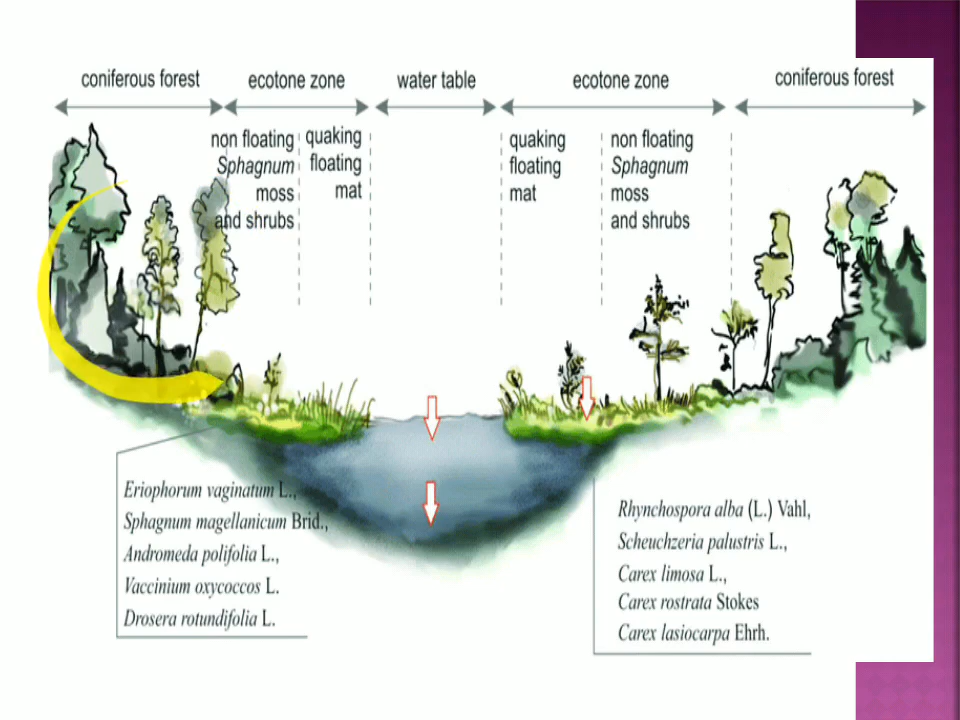 coniferous forest
ecotone zone
water table
ecotone zone
coniferous forest
non floating
Sphagnum
moss
and shrubs
quaking
floating
mat
quaking
floating
mat
non floating
Sphagnum
moss
and shrubs
Eriophorum vaginatum L.,
Sphagnum magellanicum Brid.,
Andromeda polifolia L.,
Vaccinium oxycoccos L.
Drosera rotundifolia L.
Rhynchospora alba (L.) Vahl,
Scheuchzeria palustris L.,
Carex limosa L.,
Carex rostrata Stokes
Carex lasiocarpa Ehrh.